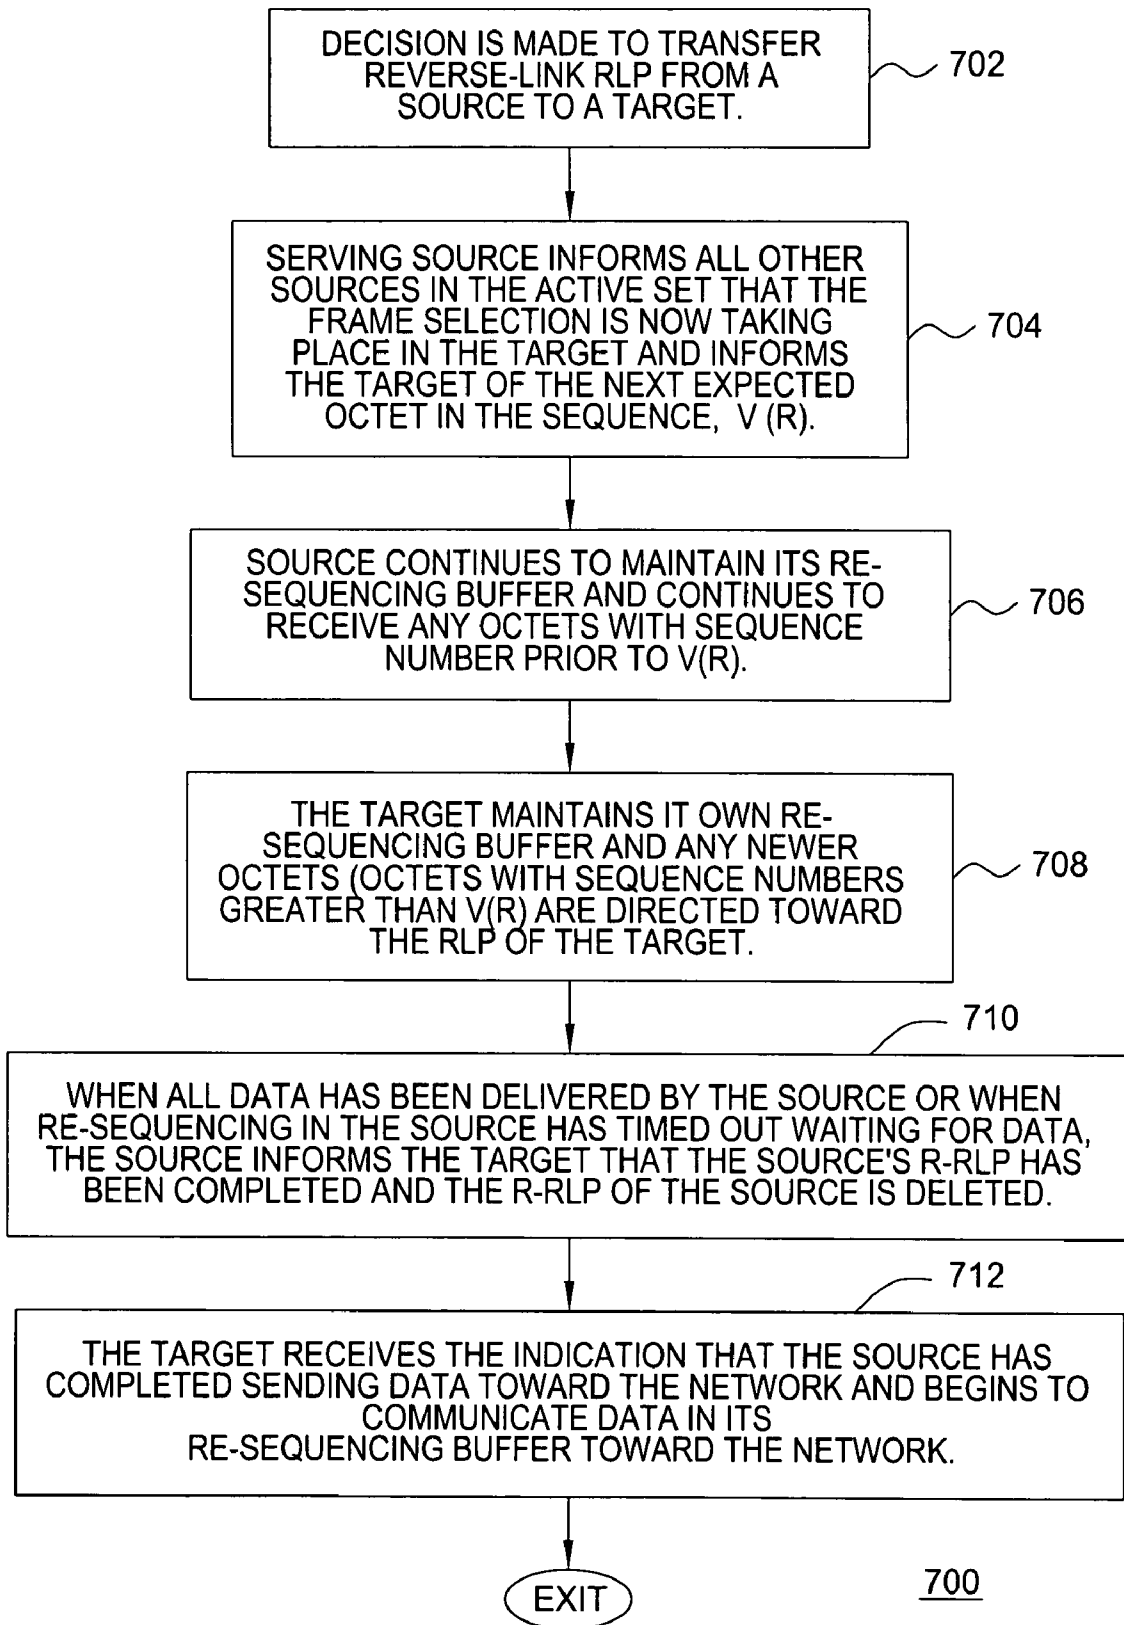 DECISION IS MADE TO TRANSFER
REVERSE-LINK RLP FROM A
SOURCE TO A TARGET.
702
SERVING SOURCE INFORMS ALL OTHER
SOURCES IN THE ACTIVE SET THAT THE
FRAME SELECTION IS NOW TAKING
PLACE IN THE TARGET AND INFORMS
THE TARGET OF THE NEXT EXPECTED
OCTET IN THE SEQUENCE, V (R).
704
SOURCE CONTINUES TO MAINTAIN ITS RE-
SEQUENCING BUFFER AND CONTINUES TO
RECEIVE ANY OCTETS WITH SEQUENCE
NUMBER PRIOR TO V(R).
706
THE TARGET MAINTAINS IT OWN RE-
SEQUENCING BUFFER AND ANY NEWER
OCTETS (OCTETS WITH SEQUENCE NUMBERS
GREATER THAN V(R) ARE DIRECTED TOWARD
THE RLP OF THE TARGET.
708
710
WHEN ALL DATA HAS BEEN DELIVERED BY THE SOURCE OR WHEN
RE-SEQUENCING IN THE SOURCE HAS TIMED OUT WAITING FOR DATA,
THE SOURCE INFORMS THE TARGET THAT THE SOURCE'S R-RLP HAS
BEEN COMPLETED AND THE R-RLP OF THE SOURCE IS DELETED.
712
THE TARGET RECEIVES THE INDICATION THAT THE SOURCE HAS
COMPLETED SENDING DATA TOWARD THE NETWORK AND BEGINS TO
COMMUNICATE DATA IN ITS
RE-SEQUENCING BUFFER TOWARD THE NETWORK.
EXIT
700